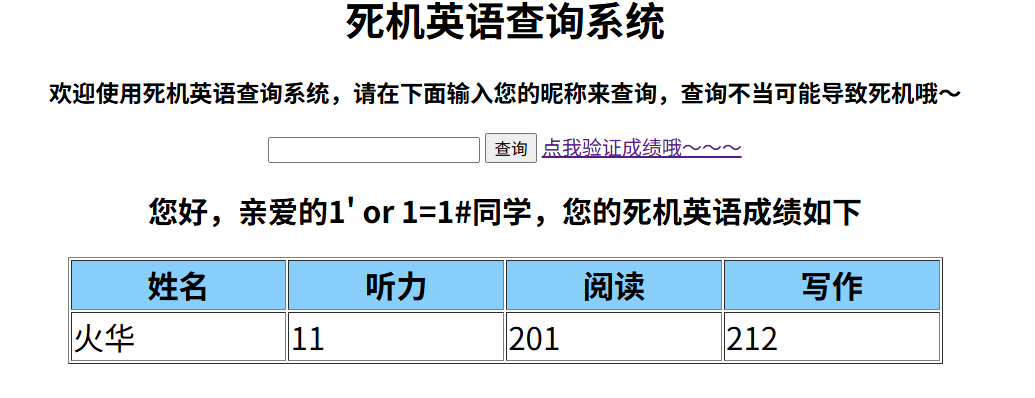 死机英语查询系统
欢迎使用死机英语查询系统，请在下面输入您的昵称来查询，查询不当可能导致死机哦～
查询 点我验证成绩哦～～～
您好，亲爱的1' or 1=1#同学，您的死机英语成绩如下
姓名 听力 阅读 写作
火华 11 201 212